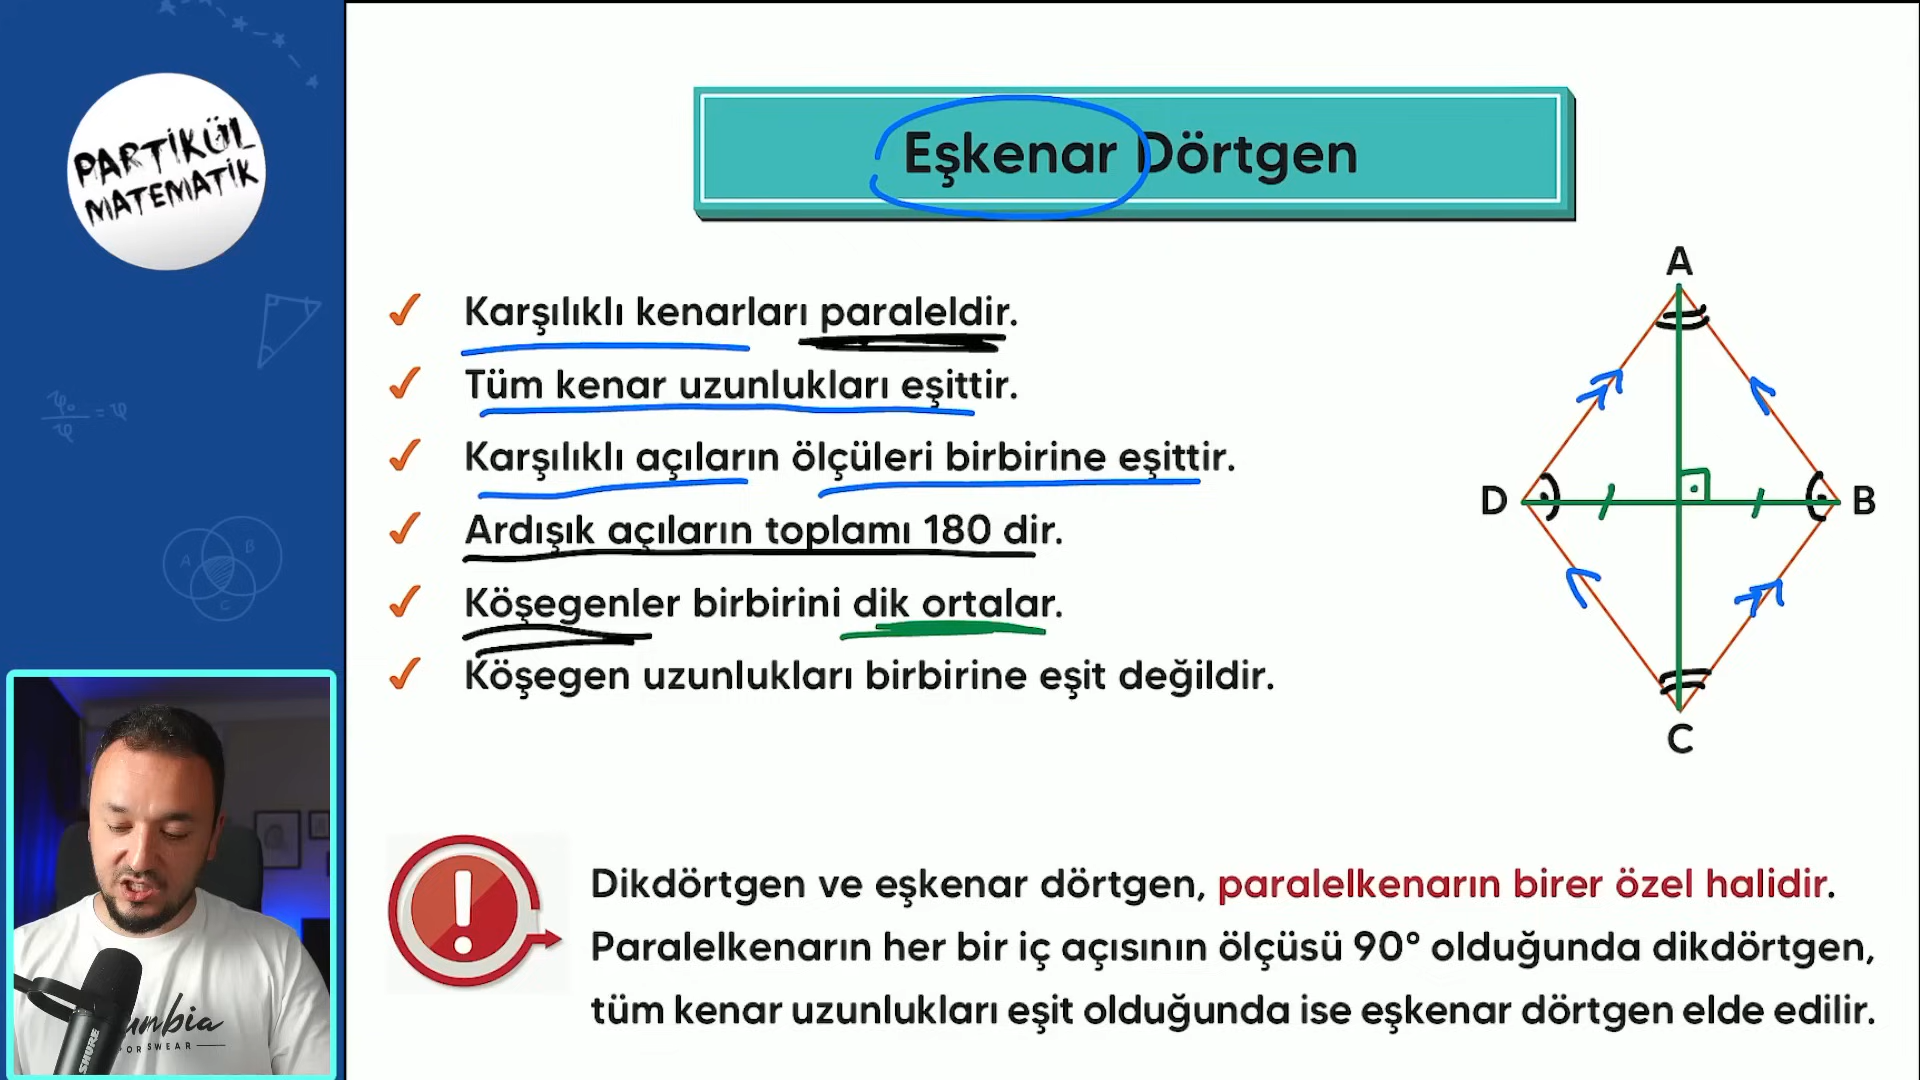 PARTİKÜL
MATEMATİK
Eşkenar Dörtgen
✓ Karşılıklı kenarları paraleldir.
✓ Tüm kenar uzunlukları eşittir.
✓ Karşılıklı açıların ölçüleri birbirine eşittir.
✓ Ardışık açıların toplamı 180 dir.
✓ Köşegenler birbirini dik ortalar.
✓ Köşegen uzunlukları birbirine eşit değildir.
A
D
B
C
Dikdörtgen ve eşkenar dörtgen, paralelkenarın birer özel halidir.
Paralelkenarın her bir iç açısının ölçüsü 90° olduğunda dikdörtgen,
tüm kenar uzunlukları eşit olduğunda ise eşkenar dörtgen elde edilir.
A
B
C
SHURE